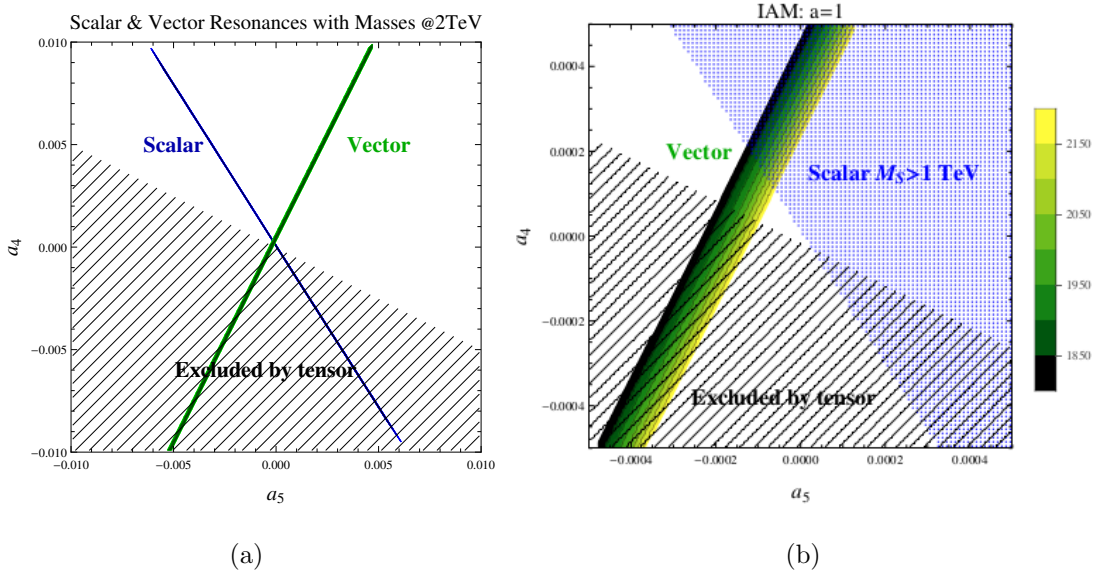 Scalar & Vector Resonances with Masses @2TeV
0.010
0.005
0.000
−0.005
−0.010
a4
Scalar
Vector
Excluded by tensor
−0.010
−0.005
0.000
0.005
0.010
a5
(a)
IAM: a=1
0.0004
0.0002
0.0000
−0.0002
−0.0004
a4
Vector
Scalar MS>1 TeV
Excluded by tensor
−0.0004
−0.0002
0.0000
0.0002
0.0004
a5
2150
2050
1950
1850
(b)